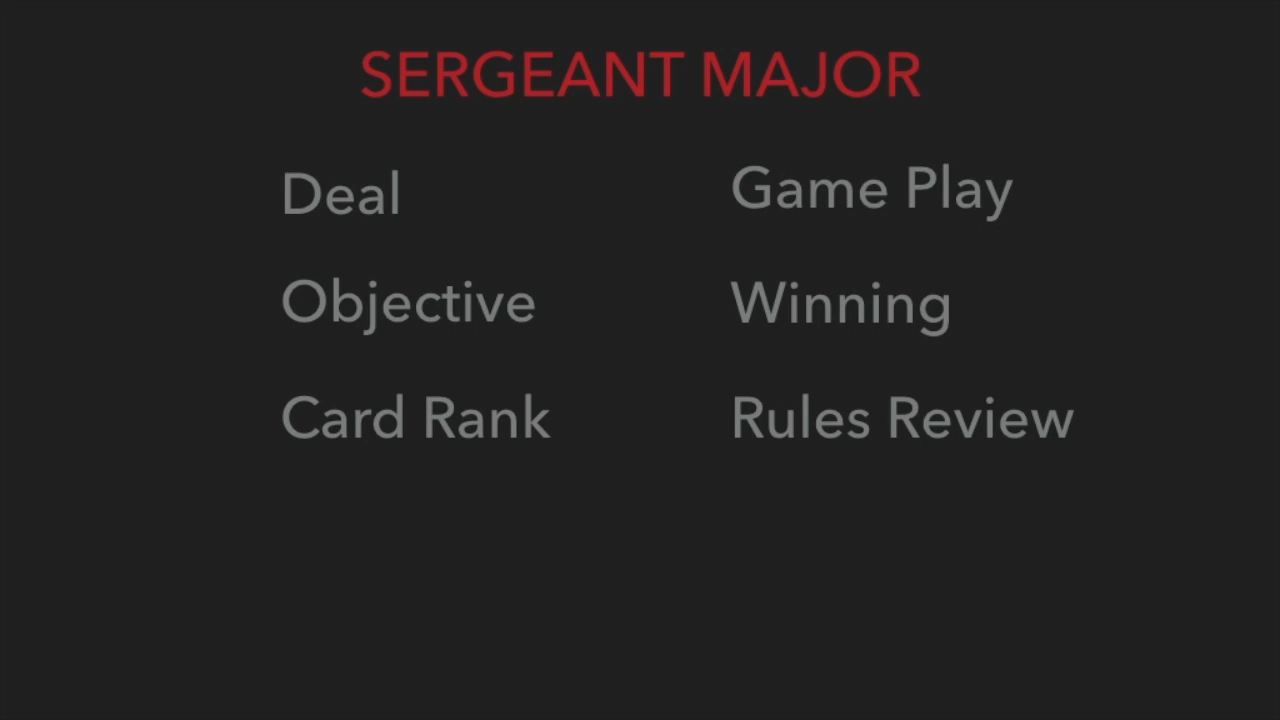 SERGEANT MAJOR
Deal
Objective
Card Rank
Game Play
Winning
Rules Review